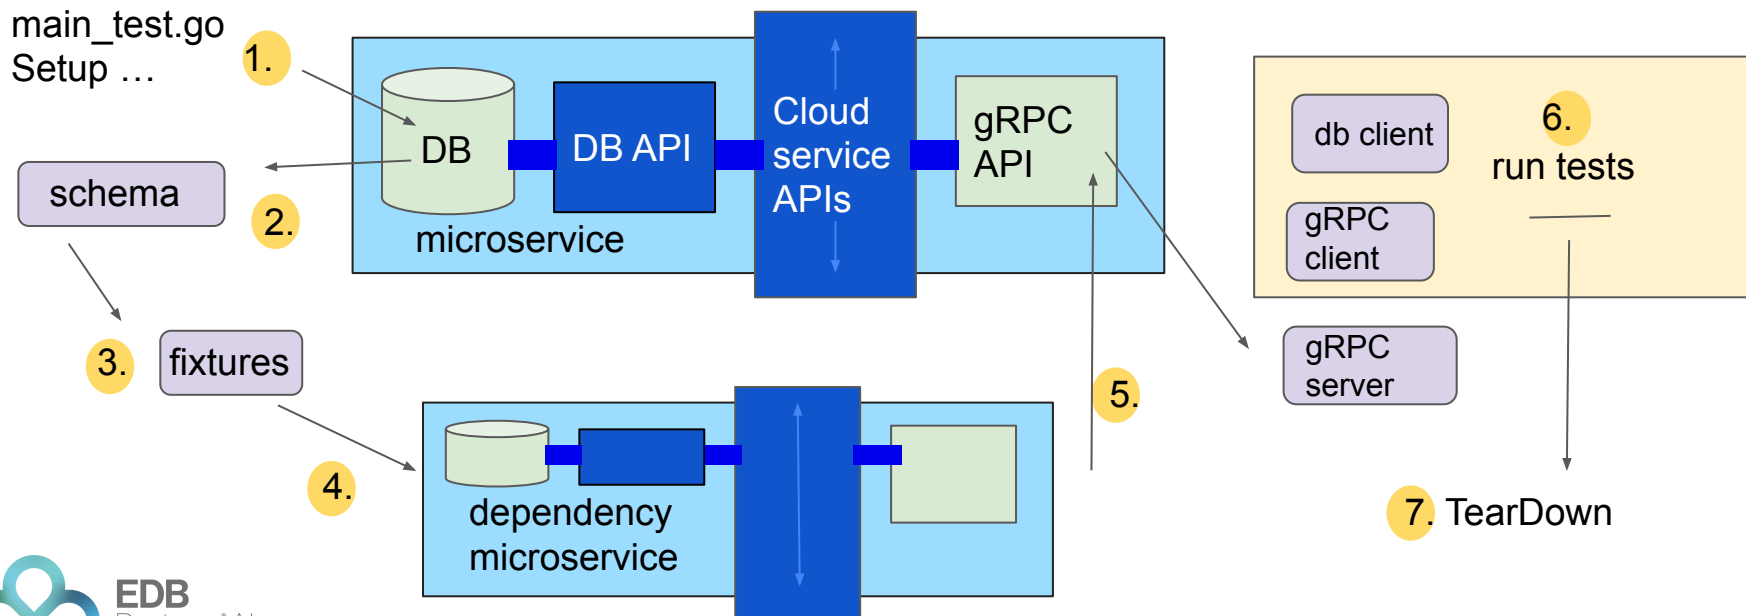 main_test.go
Setup …
1.
DB
DB API
Cloud
service
APIs
gRPC
API
microservice
schema
2.
3.
fixtures
4.
dependency
microservice
5.
db client
gRPC
client
6.
run tests
gRPC
server
7. TearDown
EDB